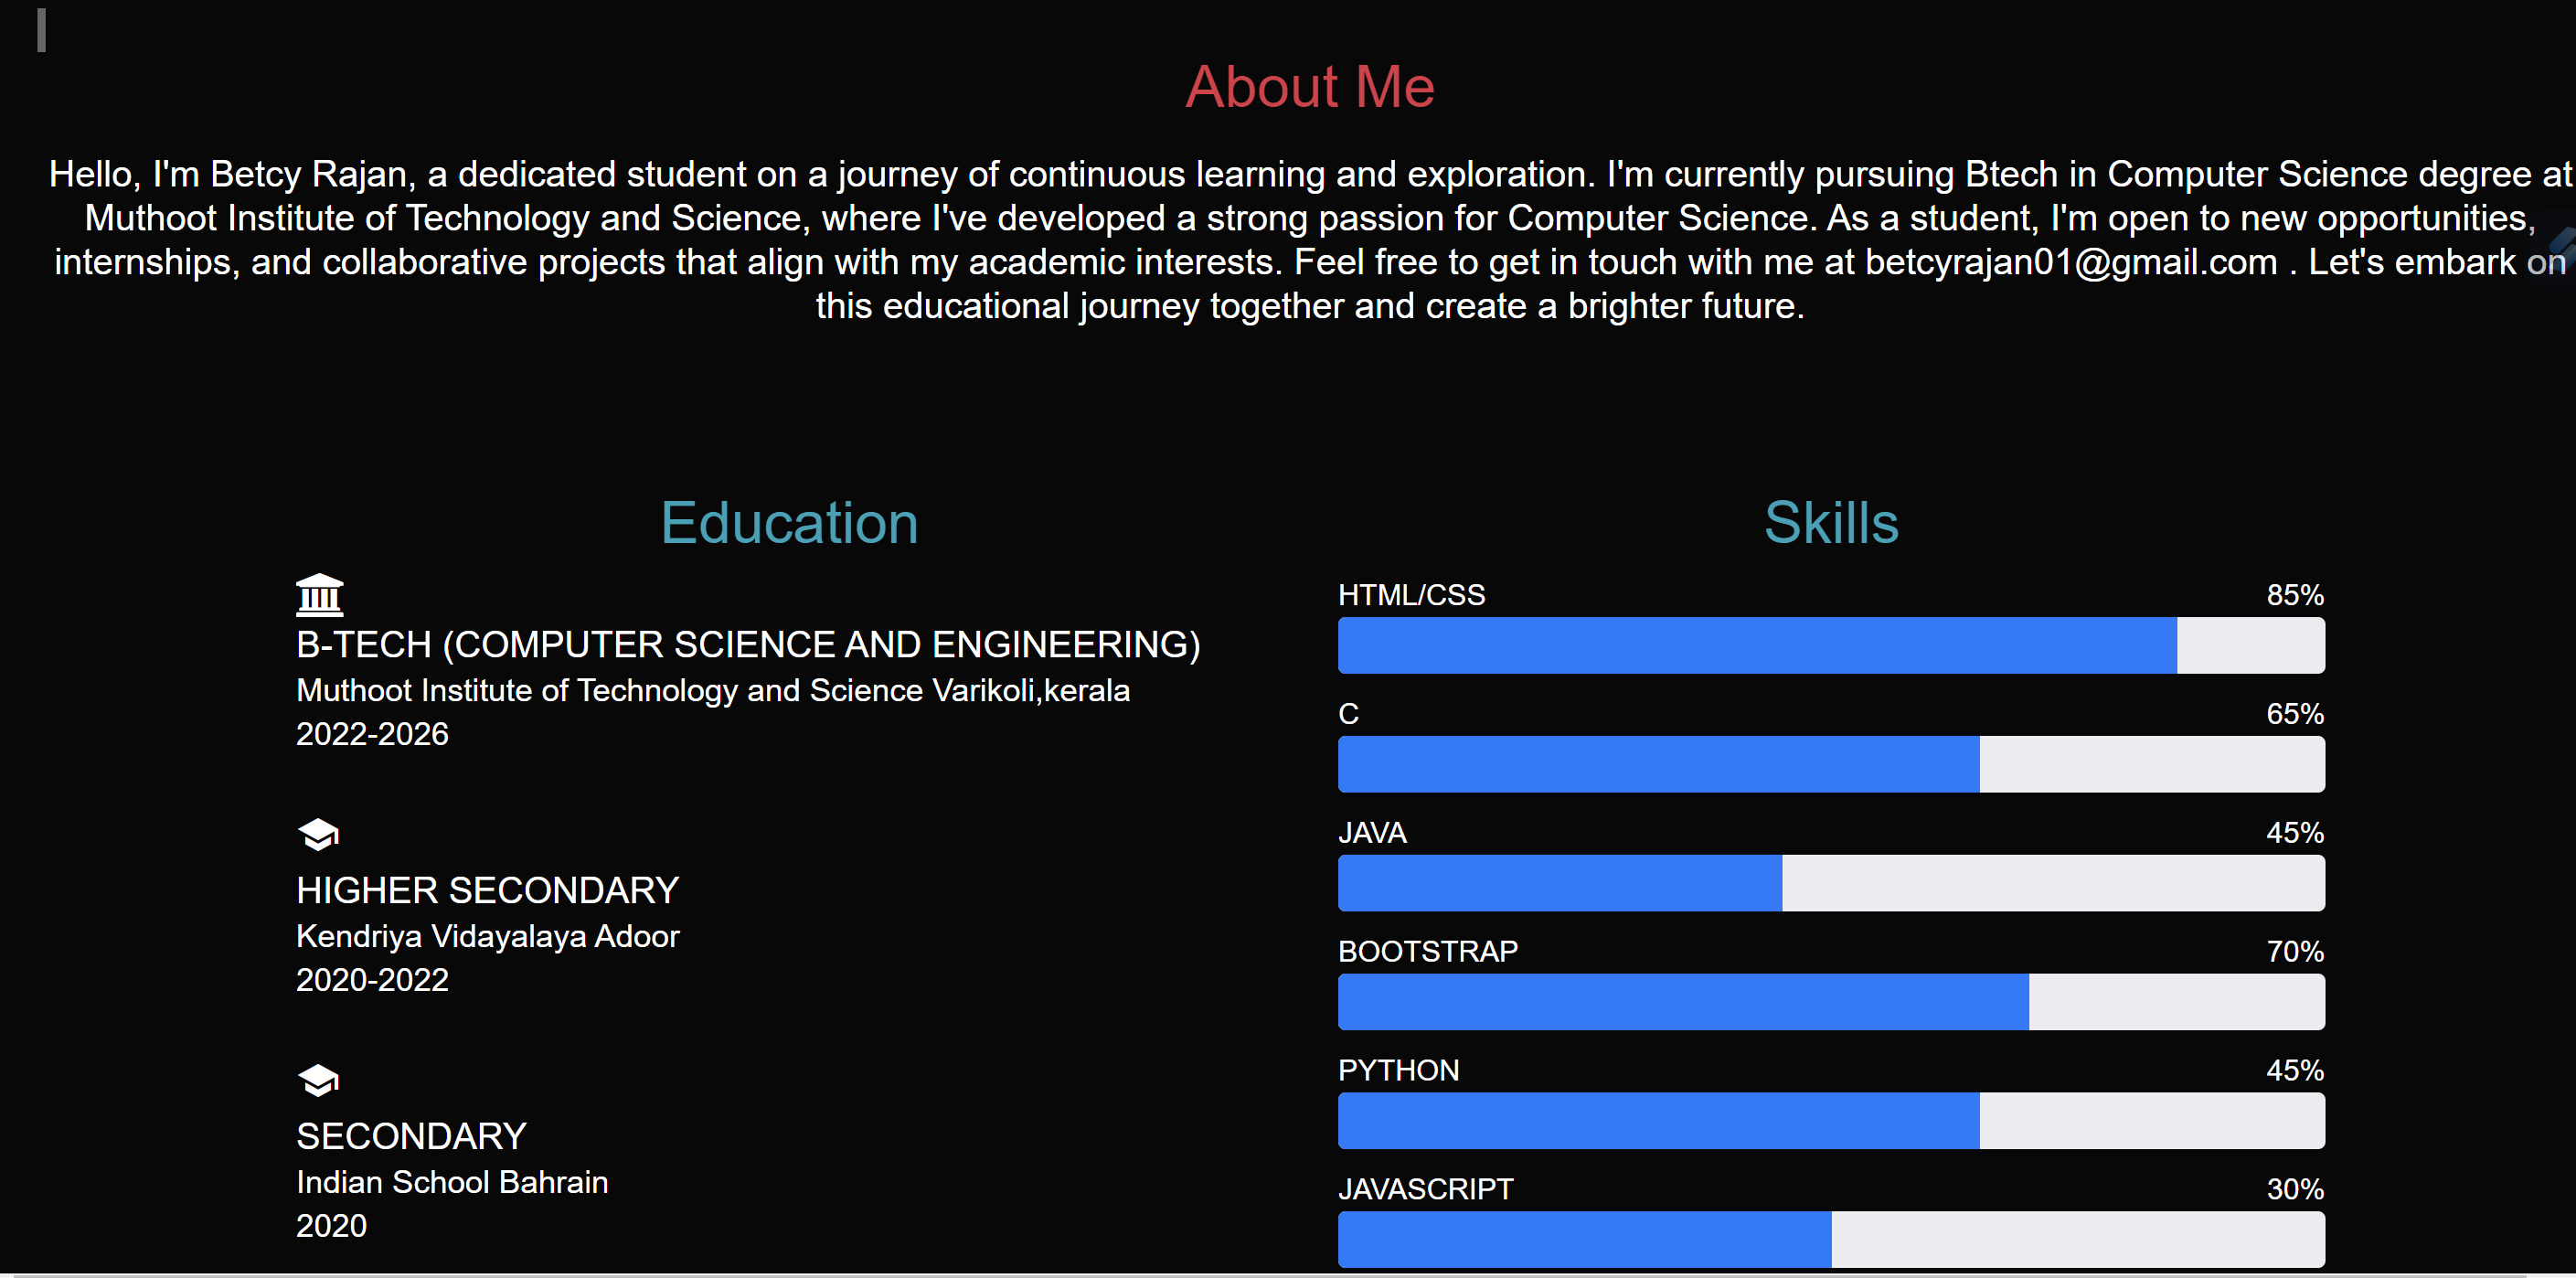 About Me
Hello, I'm Betcy Rajan, a dedicated student on a journey of continuous learning and exploration. I'm currently pursuing Btech in Computer Science degree at
Muthoot Institute of Technology and Science, where I've developed a strong passion for Computer Science. As a student, I'm open to new opportunities,
internships, and collaborative projects that align with my academic interests. Feel free to get in touch with me at betcyrajan01@gmail.com . Let's embark on
this educational journey together and create a brighter future.
Education
B-TECH (COMPUTER SCIENCE AND ENGINEERING)
Muthoot Institute of Technology and Science Varikoli,kerala
2022-2026
HIGHER SECONDARY
Kendriya Vidayalaya Adoor
2020-2022
SECONDARY
Indian School Bahrain
2020
Skills
HTML/CSS 85%
C 65%
JAVA 45%
BOOTSTRAP 70%
PYTHON 45%
JAVASCRIPT 30%